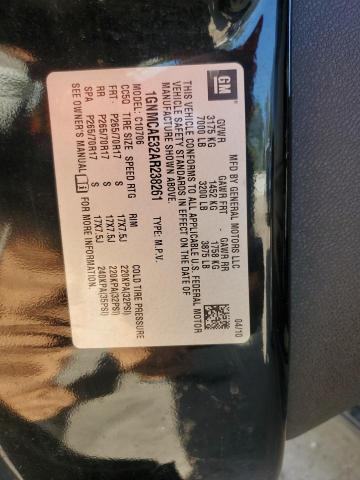 GM
MFD BY GENERAL MOTORS LLC
04/10
GVWR GAWR FRT GAWR RR
3175 KG 1452 KG 1758 KG
7000 LB 3200 LB 3875 LB
THIS VEHICLE CONFORMS TO ALL APPLICABLE U.S. FEDERAL MOTOR
VEHICLE SAFETY STANDARDS IN EFFECT ON THE DATE OF
MANUFACTURE SHOWN ABOVE.
1GNMCAE32AR238261 TYPE: M.P.V.
MODEL: C10706
CC5O TIRE SIZE SPEED RTG RIM COLD TIRE PRESSURE
FRT P265/70R17 S 17X7.5J 220KPA(32PSI)
RR P265/70R17 S 17X7.5J 220KPA(32PSI)
SPA P265/70R17 S 17X7.5J 240KPA(35PSI)
SEE OWNER'S MANUAL